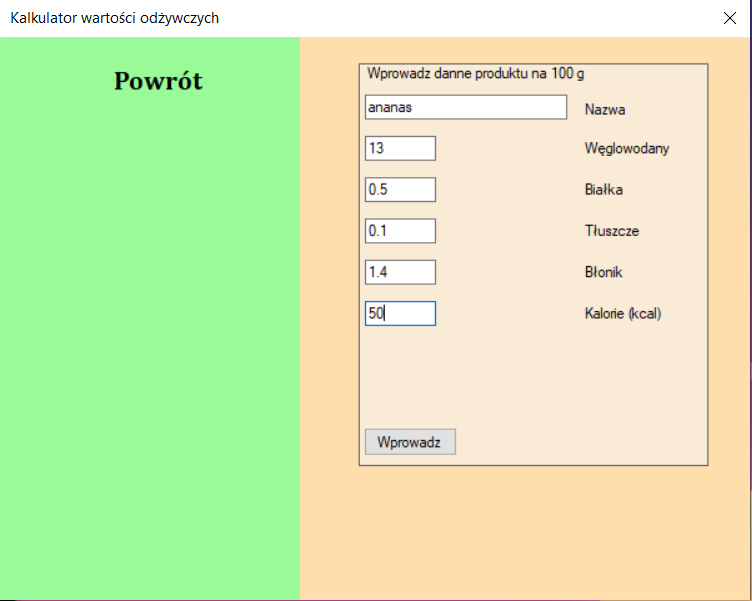 Kalkulator wartości odżywczych
Powrót
Wprowadz danne produktu na 100 g
ananas Nazwa
13 Węglowodany
0.5 Białka
0.1 Tłuszcze
1.4 Błonik
50 Kalorie (kcal)
Wprowadz